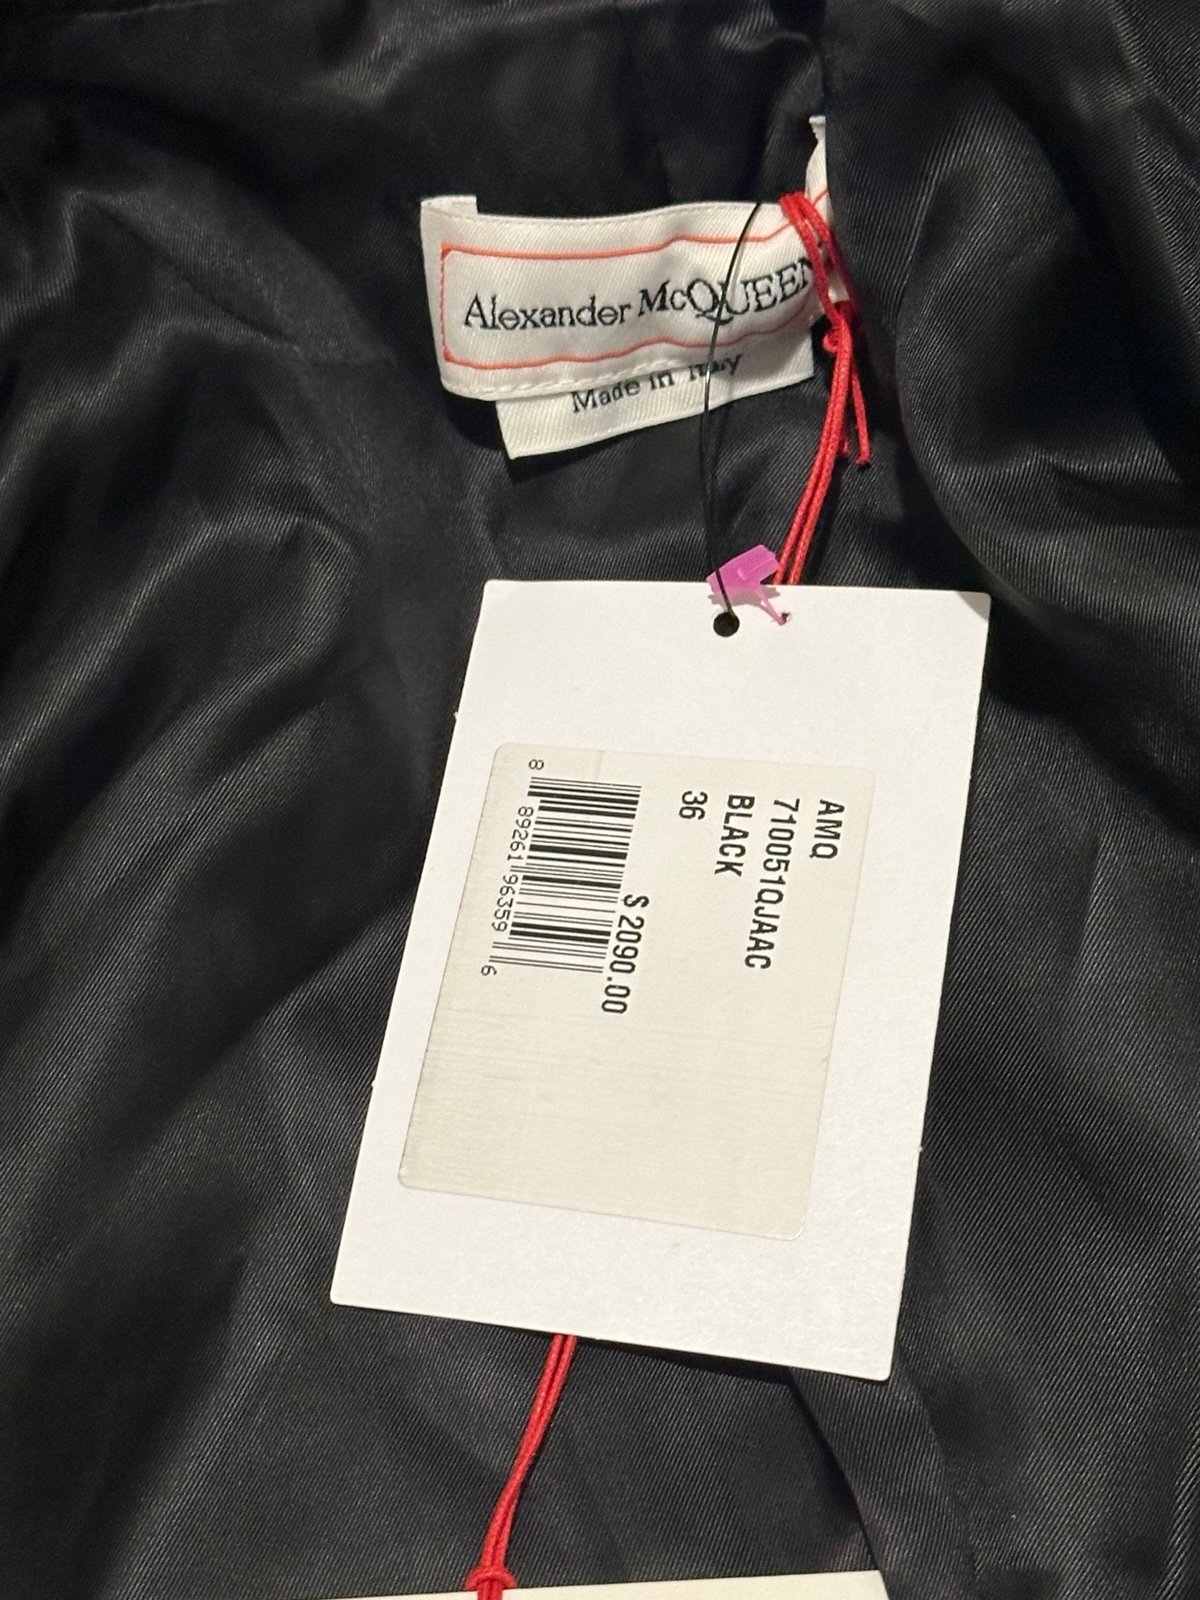 Alexander McQUEEN
Made in Italy
AMQ
710051QJAAC
BLACK
36
$ 2090.00
8 89261 96359 6